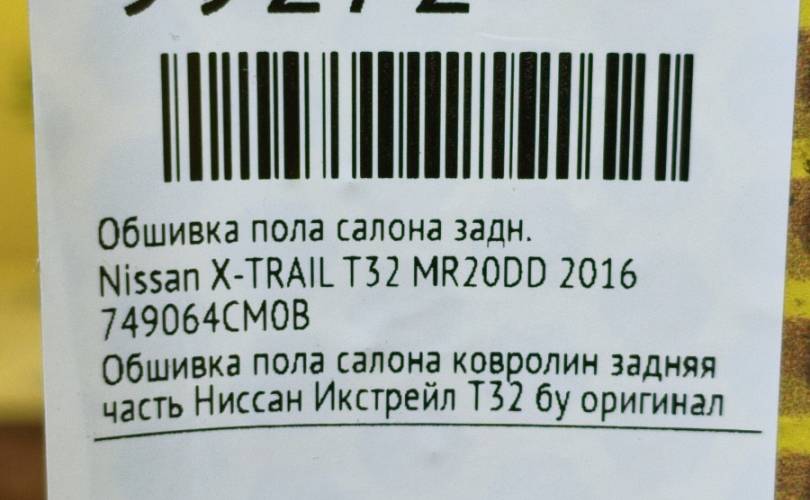 Обшивка пола салона задн.
Nissan X-TRAIL T32 MR20DD 2016
749064CM0B
Обшивка пола салона ковролин задняя
часть Ниссан Икстрейл Т32 бу оригинал